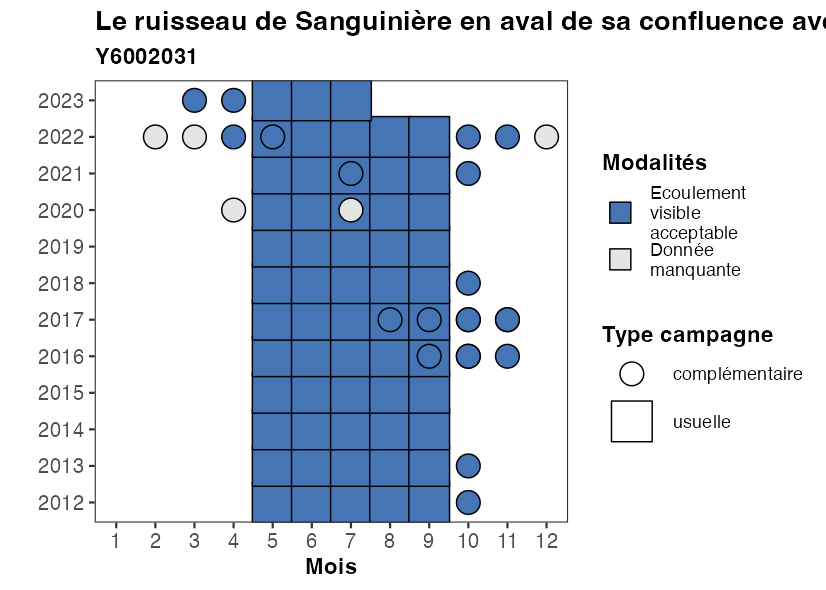 Le ruisseau de Sanguinière en aval de sa confluence
Y6002031
2023
2022
2021
2020
2019
2018
2017
2016
2015
2014
2013
2012
1 2 3 4 5 6 7 8 9 10 11 12
Mois
Modalités
Ecoulement
visible
acceptable
Donnée
manquante
Type campagne
complémentaire
usuelle